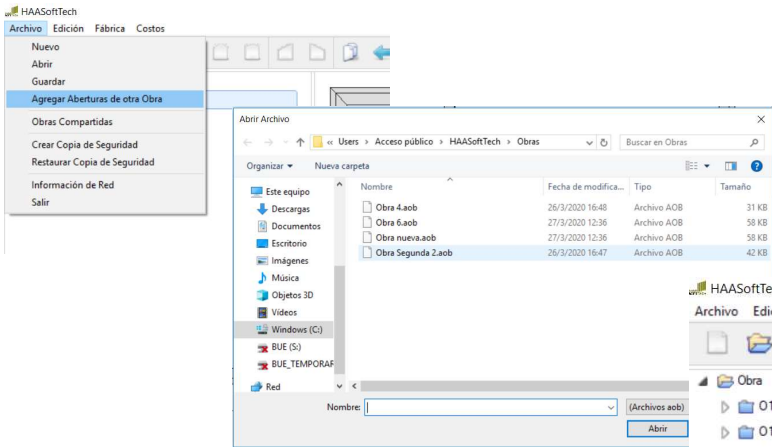 HAASoftTech
Archivo Edición Fábrica Costos
Nuevo
Abrir
Guardar
Agregar Aberturas de otra Obra
Obras Compartidas
Crear Copia de Seguridad
Restaurar Copia de Seguridad
Información de Red
Salir
Abrir Archivo
« Users > Acceso público > HAASoftTech > Obras
Buscar en Obras
Organizar
Nueva carpeta
Este equipo
Descargas
Documentos
Escritorio
Imágenes
Música
Objetos 3D
Vídeos
Windows (C:)
BUE (S:)
BUE_TEMPORAR
Red
Nombre Fecha de modifica... Tipo Tamaño
Obra 4.aob 26/3/2020 16:48 Archivo AOB 31 KB
Obra 6.aob 27/3/2020 12:36 Archivo AOB 58 KB
Obra nueva.aob 27/3/2020 12:36 Archivo AOB 58 KB
Obra Segunda 2.aob 26/3/2020 16:47 Archivo AOB 42 KB
Nombre: (Archivos aob)
Abrir
HAASoftTe
Archivo Edi
Obra
01
01